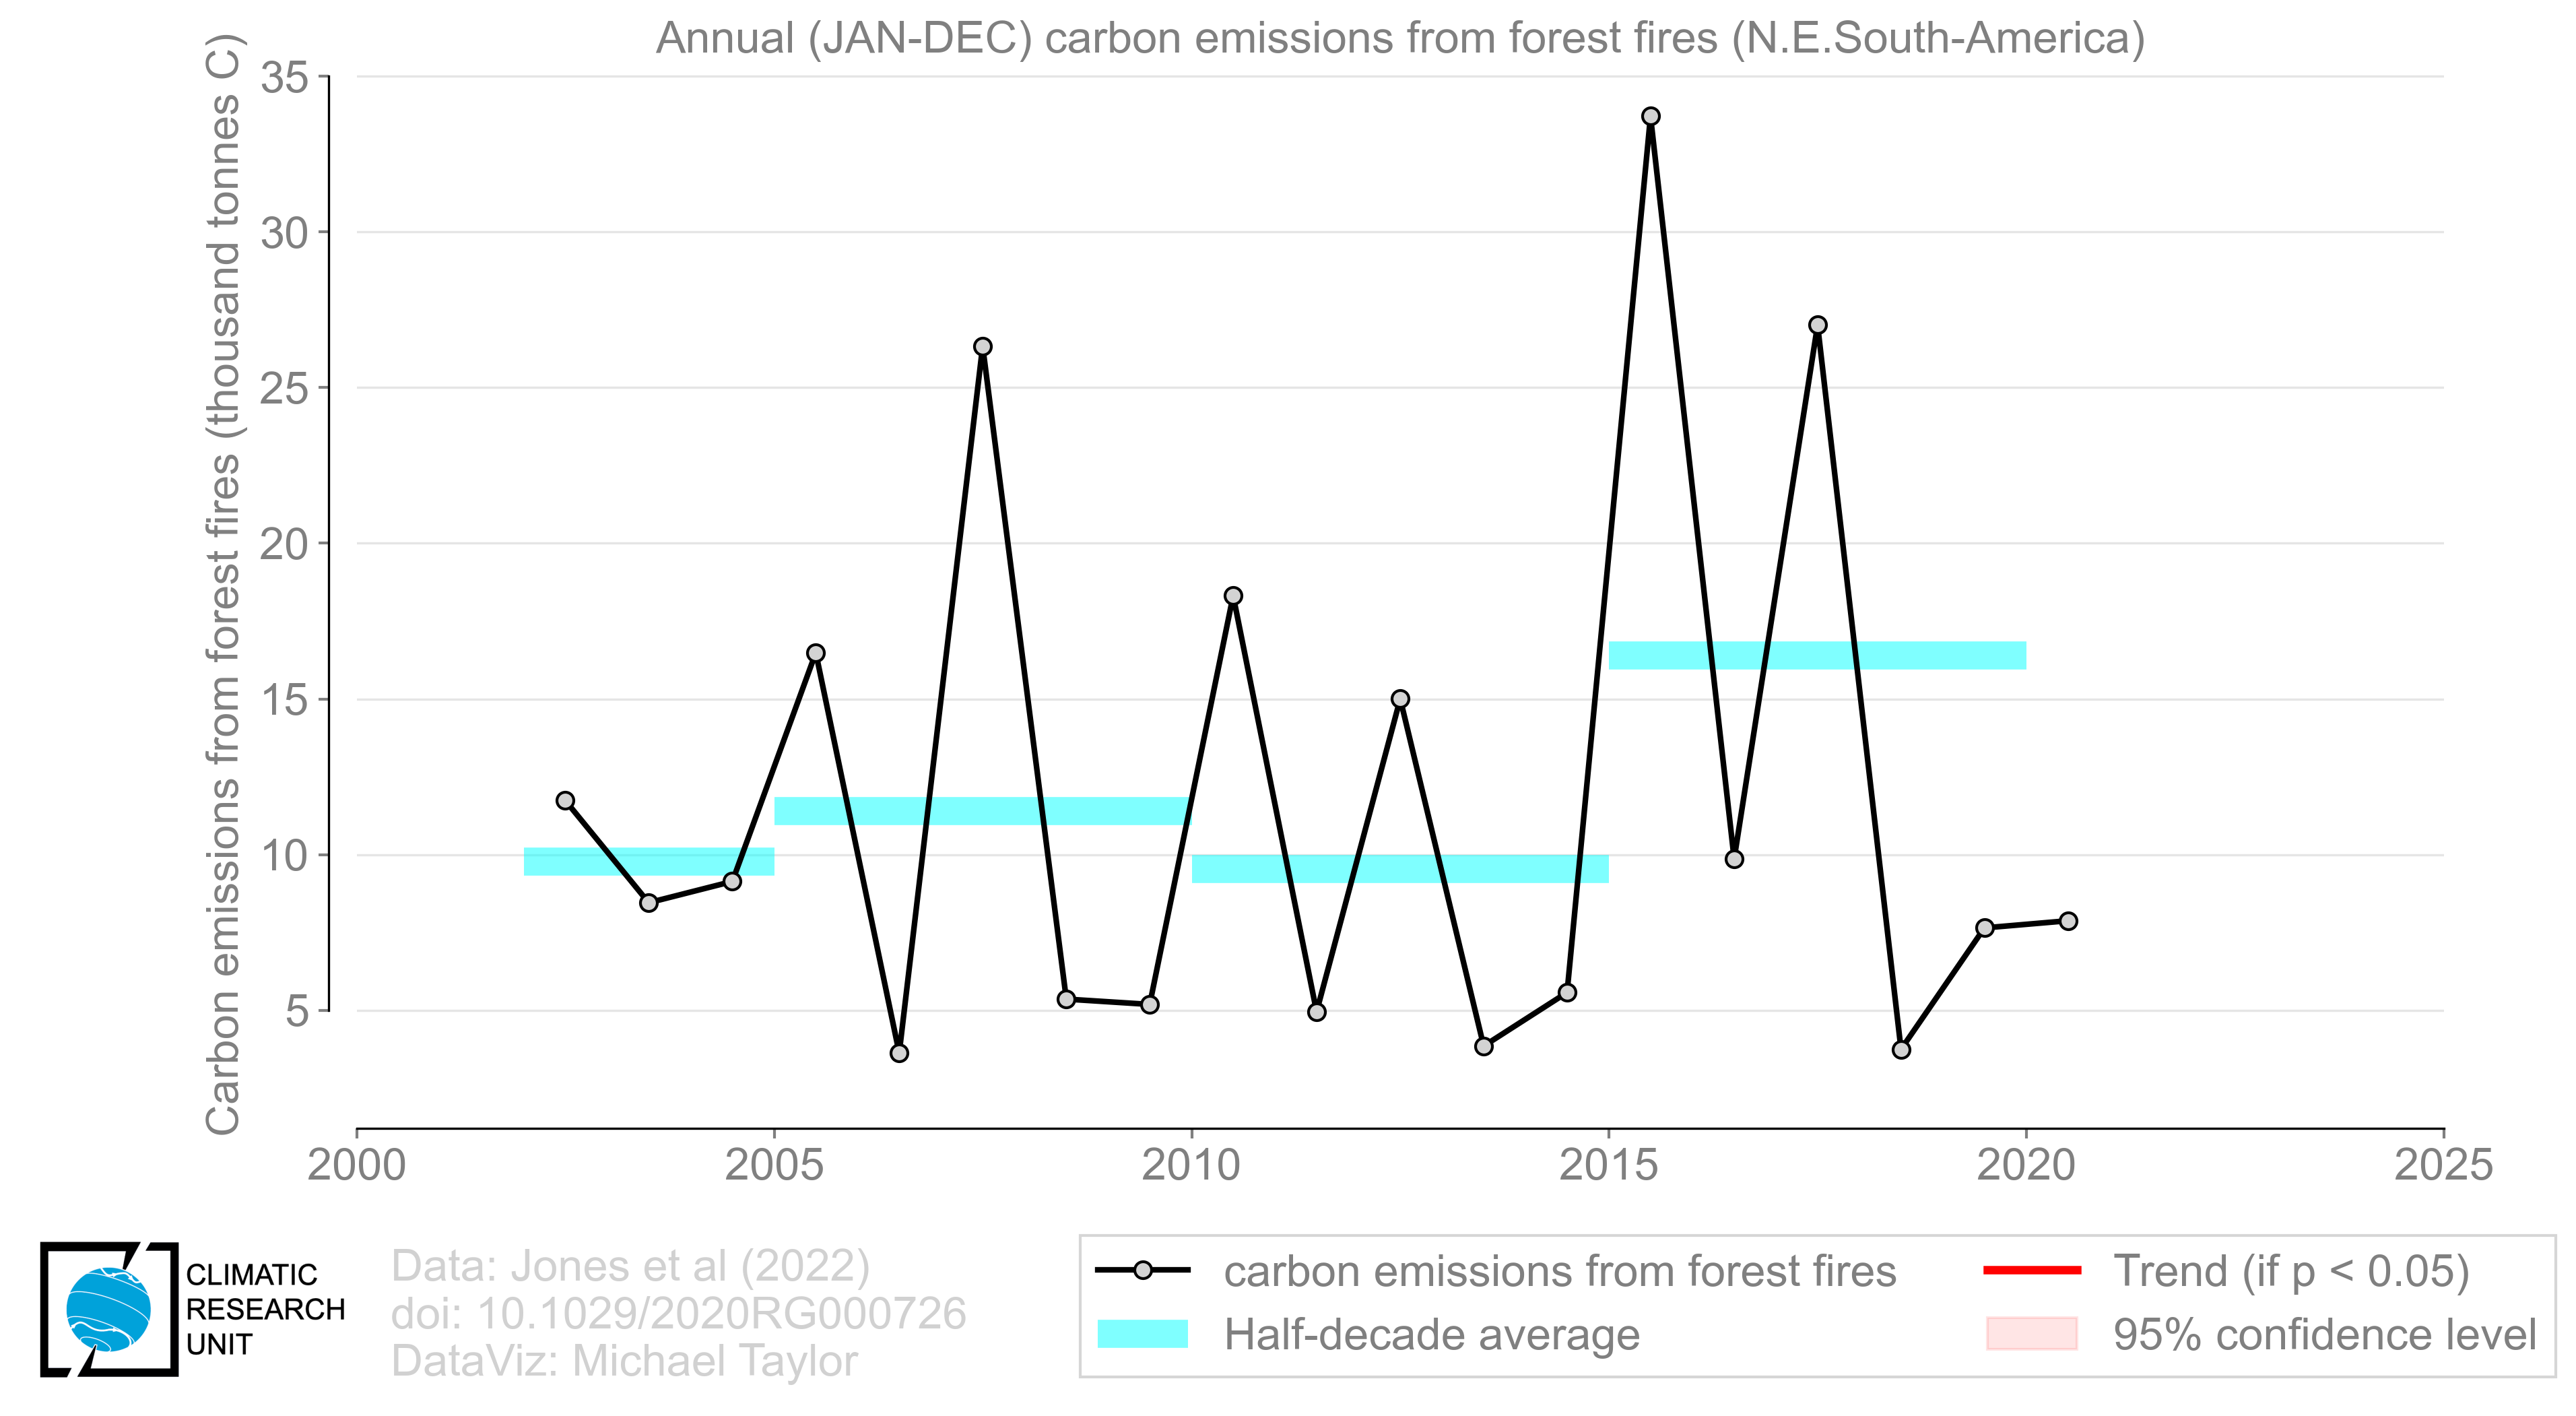 Annual (JAN-DEC) carbon emissions from forest fires (N.E.South-America)
Carbon emissions from forest fires (thousand tonnes C)
35
30
25
20
15
10
5
2000
2005
2010
2015
2020
2025
CLIMATIC
RESEARCH
UNIT
Data: Jones et al (2022)
doi: 10.1029/2020RG000726
DataViz: Michael Taylor
carbon emissions from forest fires
Half-decade average
Trend (if p < 0.05)
95% confidence level